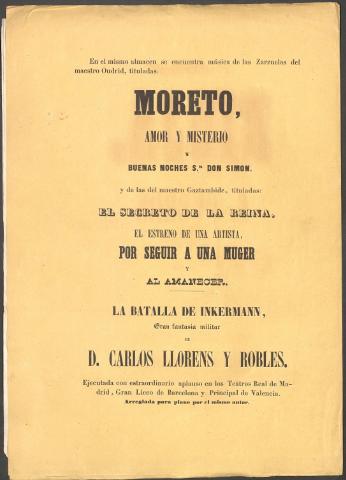 En el mismo almacen se encuentra música de las Zarzuelas del
maestro Oudrid, tituladas:
MORETO,
AMOR Y MISTERIO
Y
BUENAS NOCHES S.ᵒʳ DON SIMON.
y de las del maestro Gaztambide, tituladas:
EL SECRETO DE LA REINA,
EL ESTRENO DE UNA ARTISTA,
POR SEGUIR A UNA MUGER
Y
AL AMANECER.
LA BATALLA DE INKERMANN,
Gran fantasía militar
DE
D. CARLOS LLORENS Y ROBLES.
Ejecutada con estraordinario aplauso en los Teatros Real de Ma-
drid, Gran Liceo de Barcelona y Principal de Valencia.
Arreglada para piano por el mismo autor.